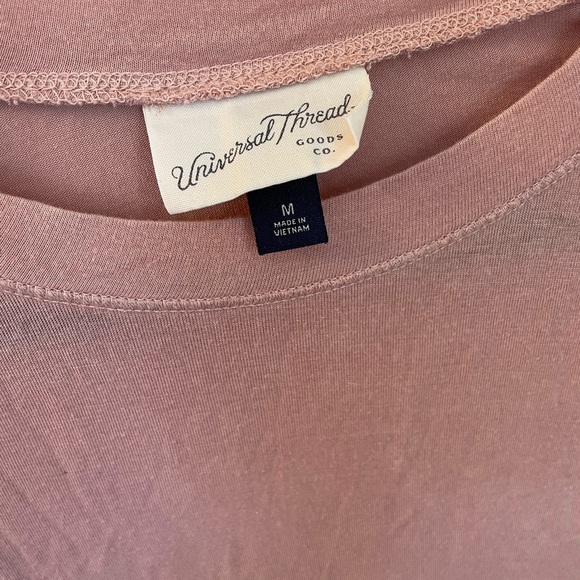 Universal Thread
GOODS
CO.
M
MADE IN
VIETNAM